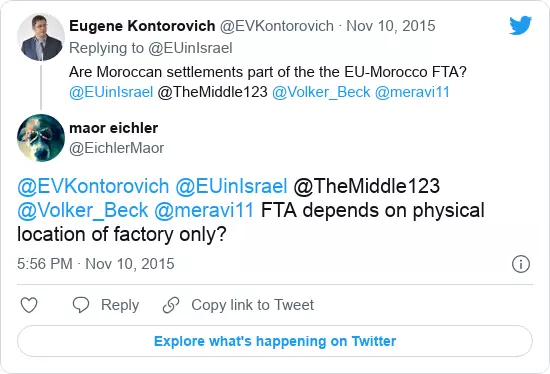 Eugene Kontorovich @EVKontorovich · Nov 10, 2015
Replying to @EUinIsrael
Are Moroccan settlements part of the the EU-Morocco FTA?
@EUinIsrael @TheMiddle123 @Volker_Beck @meravi11
maor eichler
@EichlerMaor
@EVKontorovich @EUinIsrael @TheMiddle123
@Volker_Beck @meravi11 FTA depends on physical
location of factory only?
5:56 PM · Nov 10, 2015
Reply Copy link to Tweet
Explore what's happening on Twitter